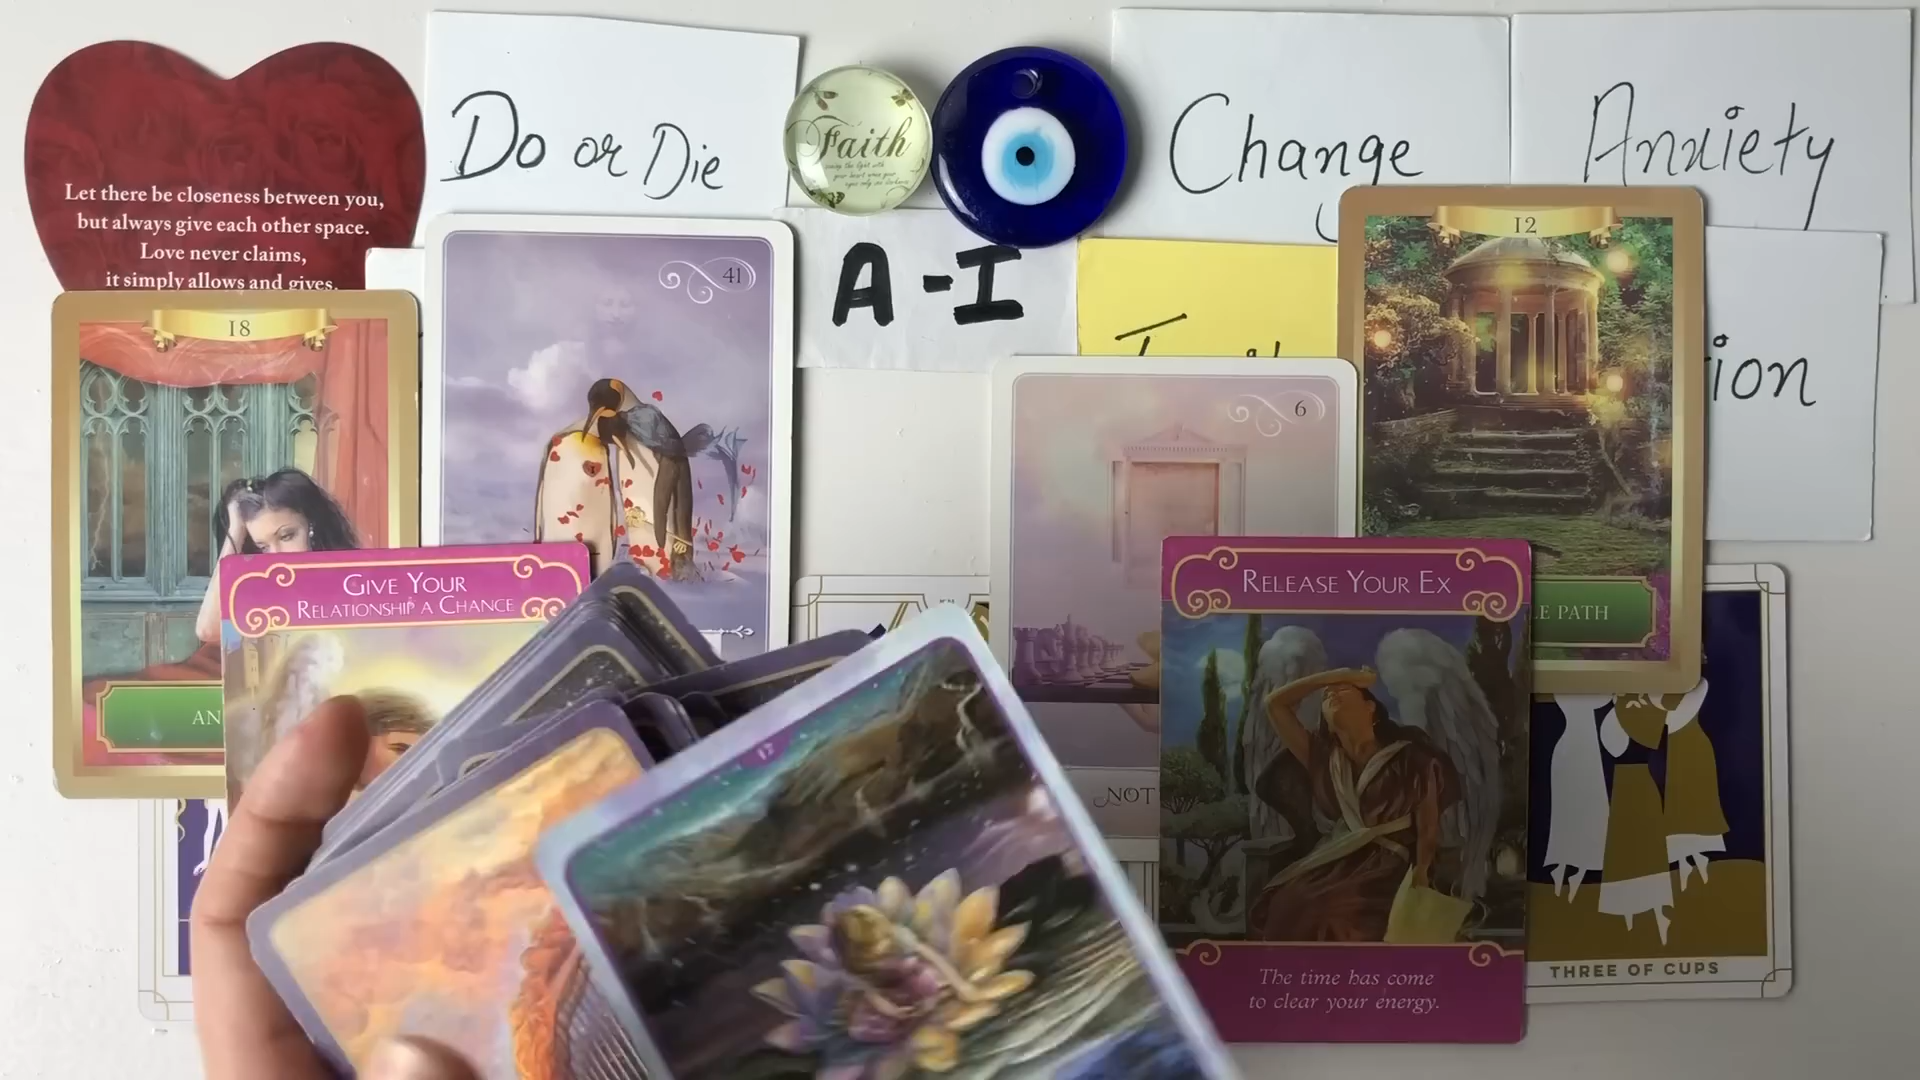 Let there be closeness between you,
but always give each other space.
Love never claims,
it simply allows and gives.
Do or Die
Faith
A-I
Change
Anxiety
ion
18
41
6
12
AN
GIVE YOUR
RELATIONSHIP A CHANCE
RELEASE YOUR EX
LE PATH
NOT
The time has come
to clear your energy.
THREE OF CUPS